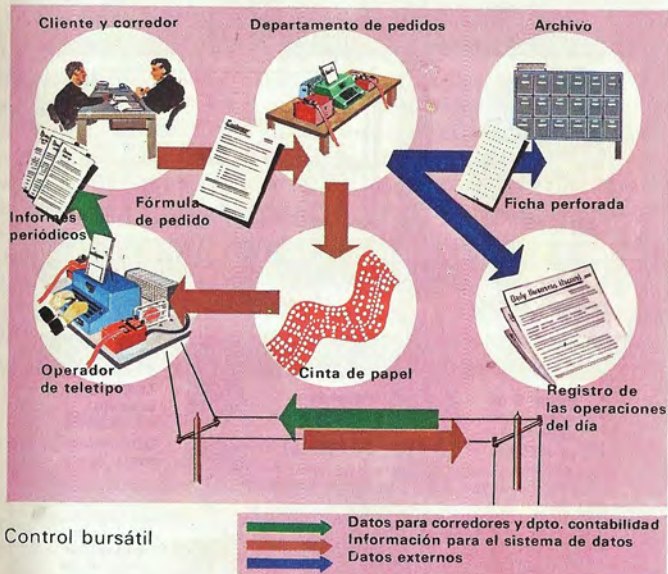 Cliente y corredor
Departamento de pedidos
Archivo
Informes
periódicos
Fórmula
de pedido
Ficha perforada
Operador
de teletipo
Cinta de papel
Registro de
las operaciones
del día
Control bursátil
Datos para corredores y dpto. contabilidad
Información para el sistema de datos
Datos externos